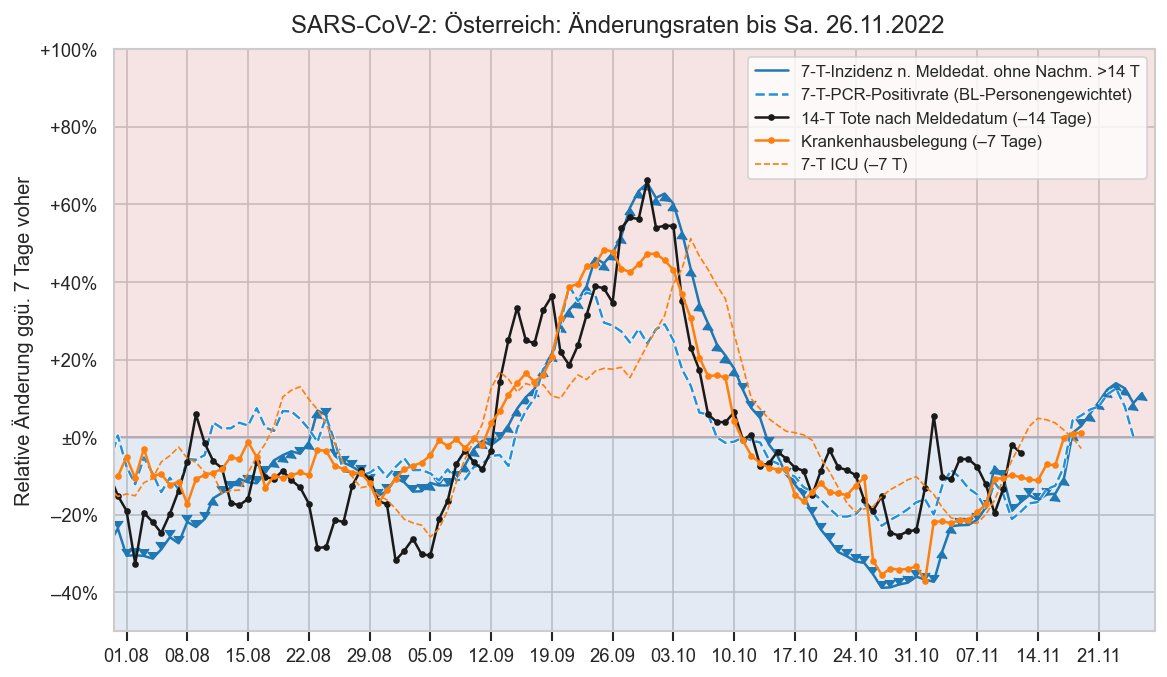 SARS-CoV-2: Österreich: Änderungsraten bis Sa. 26.11.2022
Relative Änderung ggü. 7 Tage voher
+100%
+80%
+60%
+40%
+20%
±0%
–20%
–40%
7-T-Inzidenz n. Meldedat. ohne Nachm. >14 T
7-T-PCR-Positivrate (BL-Personengewichtet)
14-T Tote nach Meldedatum (–14 Tage)
Krankenhausbelegung (–7 Tage)
7-T ICU (–7 T)
01.08 08.08 15.08 22.08 29.08 05.09 12.09 19.09 26.09 03.10 10.10 17.10 24.10 31.10 07.11 14.11 21.11